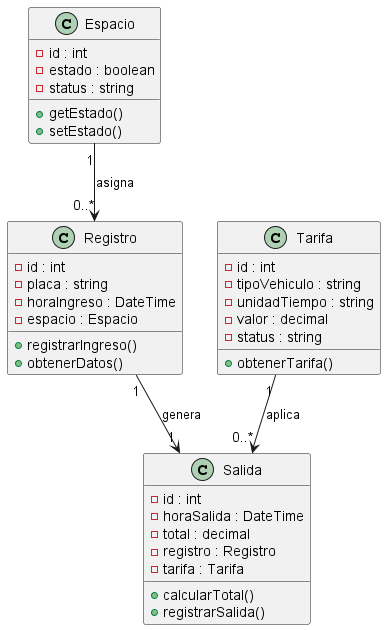 C Espacio
id : int
estado : boolean
status : string
getEstado()
setEstado()
1
asigna
0..*
C Registro
id : int
placa : string
horaIngreso : DateTime
espacio : Espacio
registrarIngreso()
obtenerDatos()
C Tarifa
id : int
tipoVehiculo : string
unidadTiempo : string
valor : decimal
status : string
obtenerTarifa()
1
genera
1
1
aplica
0..*
C Salida
id : int
horaSalida : DateTime
total : decimal
registro : Registro
tarifa : Tarifa
calcularTotal()
registrarSalida()